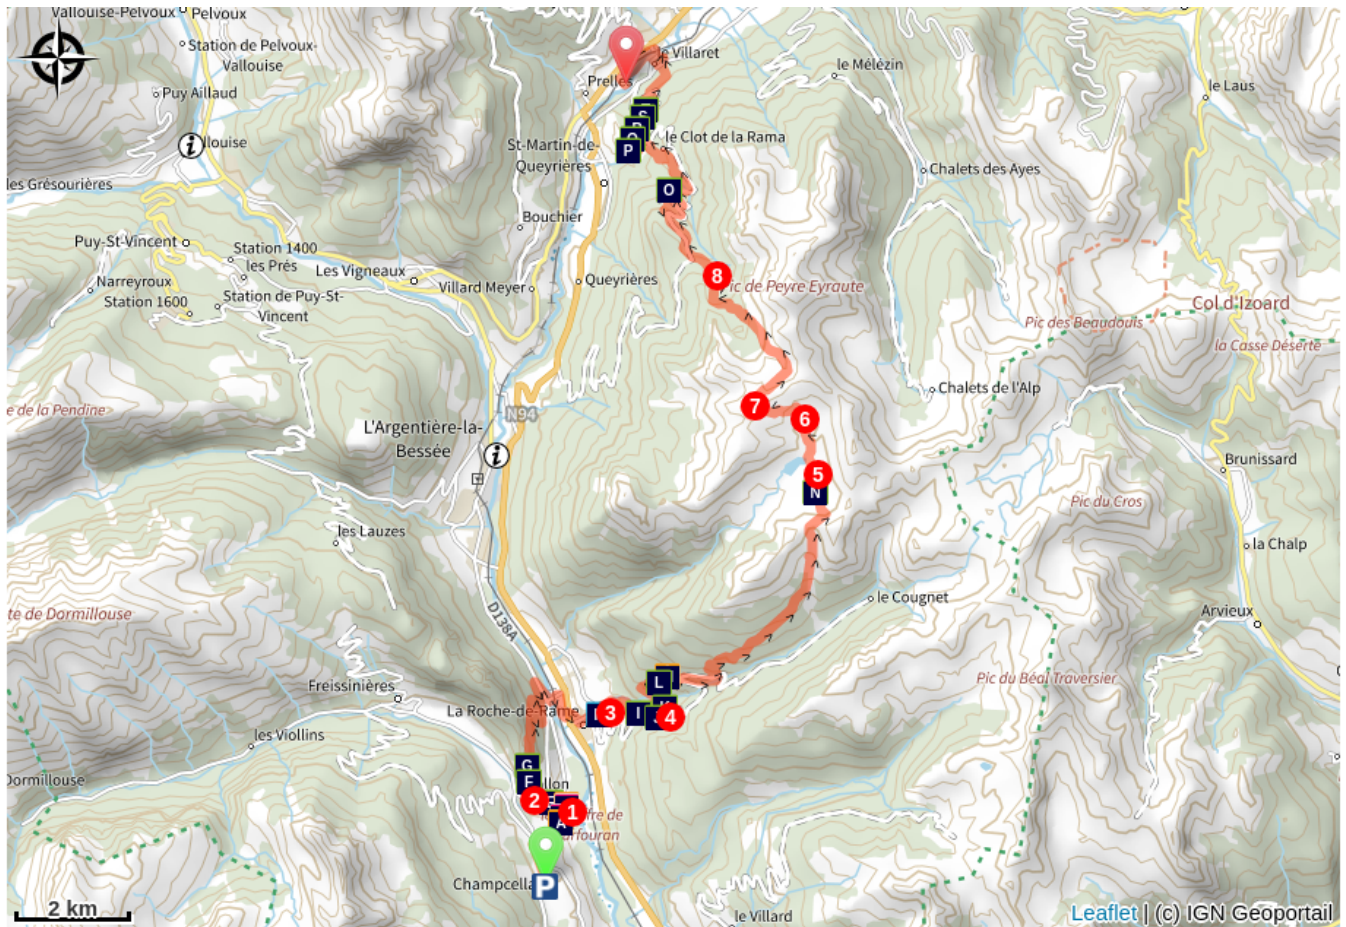 Vallouise-Pelvoux
Pelvoux
Station de Pelvoux-
Vallouise
Puy Aillaud
le Villaret
Prelles
le Mélézin
le Laus
llouise
les Grésourières
St-Martin-de-
Queyrières
le Clot de la Rama
P
O
Chalets des Ayes
Bouchier
Puy-St-Vincent
Station 1400
les Prés
Les Vigneaux
Narreyroux
Station 1600
Station de Puy-St-
Vincent
Villard Meyer
Queyrières
8
ic de Peyre Eyraute
Col d'Izoard
Pic des Beaudouis
la Casse Déserte
Chalets de l'Alp
e de la Pendine
N94
7
6
L'Argentière-la-
Bessée
Brunissard
5
N
Pic du Cros
les Lauzes
la Chalp
D138A
le Cougnet
te de Dormillouse
Arvieux
Freissinières
L
Pic du Béal Traversier
La Roche-de-Rame
3
I
4
les Viollins
G
F
Dormillouse
llon
2
1
A
fre de
rfouran
Champcella
P
2 km
le Villard
Leaflet | (c) IGN Geoportail